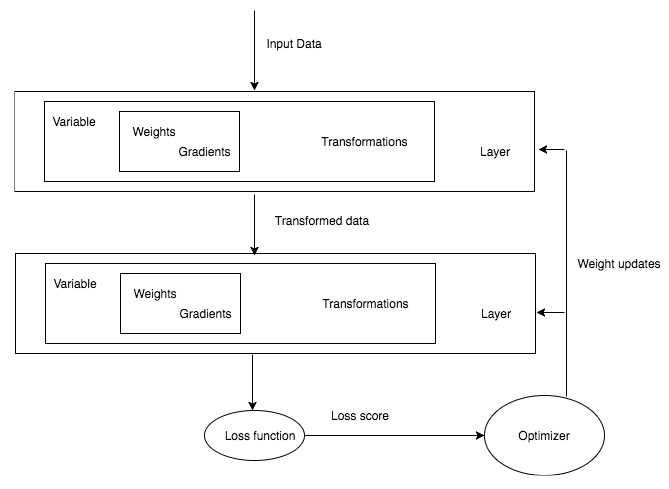 Input Data
Variable
Weights
Gradients
Transformations
Layer
Transformed data
Weight updates
Variable
Weights
Gradients
Transformations
Layer
Loss function
Loss score
Optimizer